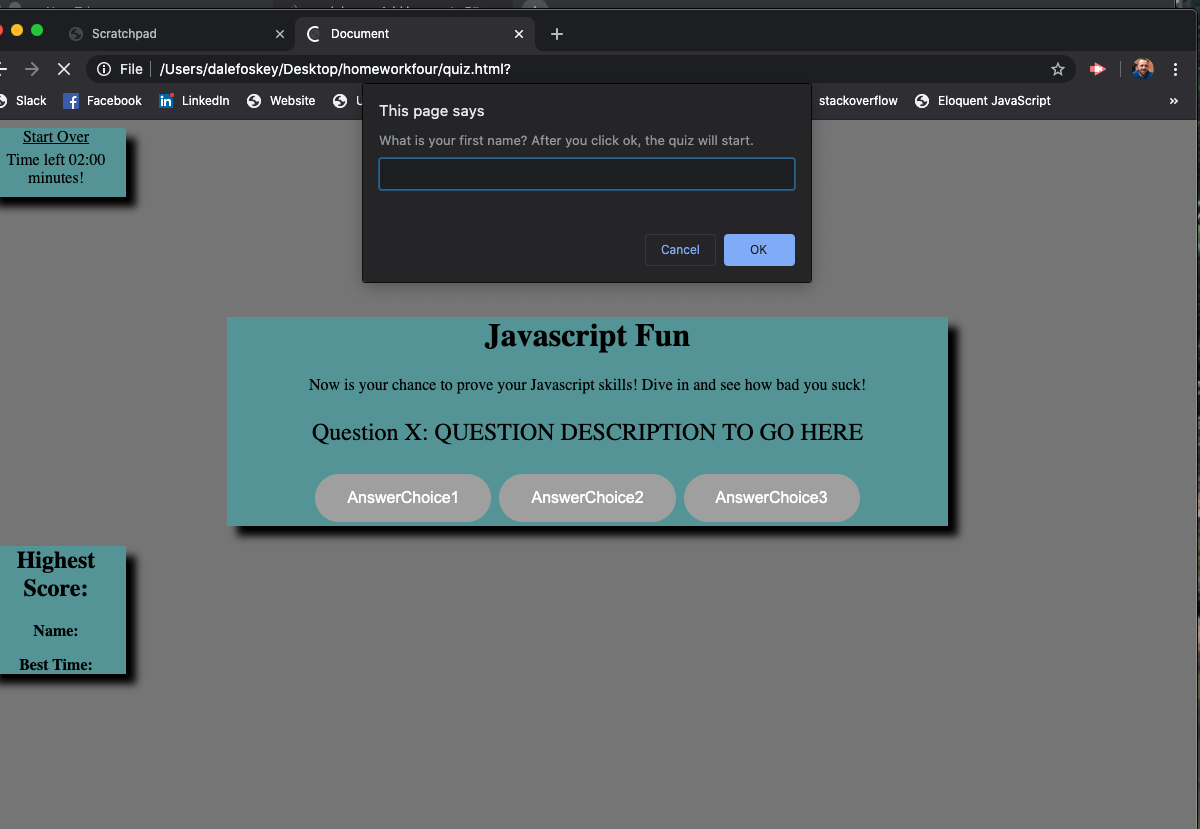 Scratchpad
Document
File
/Users/dalefoskey/Desktop/homeworkfour/quiz.html?
Slack
Facebook
LinkedIn
Website
stackoverflow
Eloquent JavaScript
This page says
What is your first name? After you click ok, the quiz will start.
Cancel
OK
Start Over
Time left 02:00
minutes!
Javascript Fun
Now is your chance to prove your Javascript skills! Dive in and see how bad you suck!
Question X: QUESTION DESCRIPTION TO GO HERE
AnswerChoice1
AnswerChoice2
AnswerChoice3
Highest
Score:
Name:
Best Time: